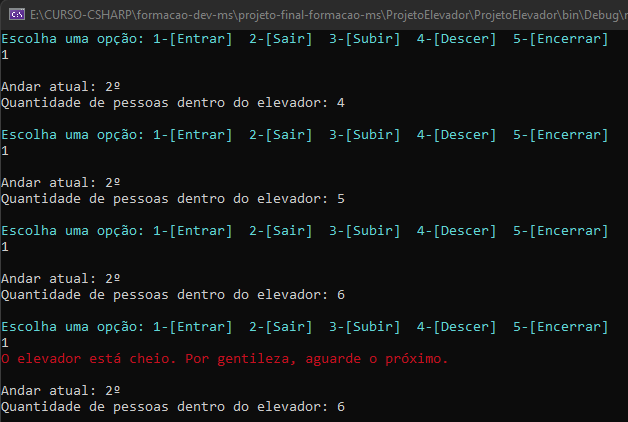 E:\CURSO-CSHARP\formacao-dev-ms\projeto-final-formacao-ms\ProjetoElevador\ProjetoElevador\bin\Debug\
Escolha uma opção: 1-[Entrar]  2-[Sair]  3-[Subir]  4-[Descer]  5-[Encerrar]
1
Andar atual: 2º
Quantidade de pessoas dentro do elevador: 4
Escolha uma opção: 1-[Entrar]  2-[Sair]  3-[Subir]  4-[Descer]  5-[Encerrar]
1
Andar atual: 2º
Quantidade de pessoas dentro do elevador: 5
Escolha uma opção: 1-[Entrar]  2-[Sair]  3-[Subir]  4-[Descer]  5-[Encerrar]
1
Andar atual: 2º
Quantidade de pessoas dentro do elevador: 6
Escolha uma opção: 1-[Entrar]  2-[Sair]  3-[Subir]  4-[Descer]  5-[Encerrar]
1
O elevador está cheio. Por gentileza, aguarde o próximo.
Andar atual: 2º
Quantidade de pessoas dentro do elevador: 6